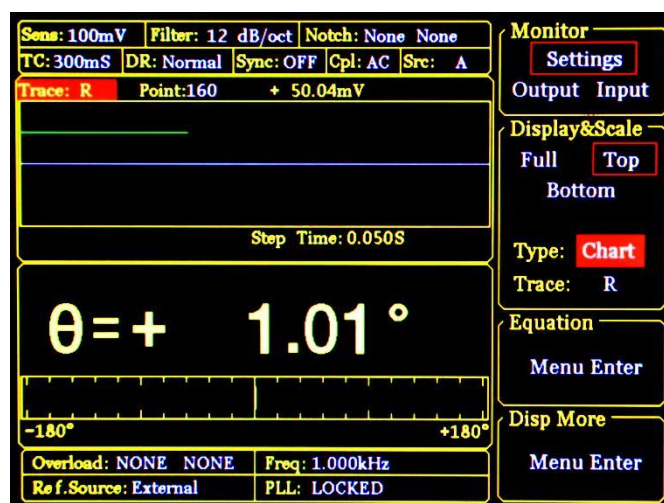 Sens: 100mV Filter: 12 dB/oct Notch: None None
TC: 300mS DR: Normal Sync: OFF Cpl: AC Src: A
Trace: R Point:160 + 50.04mV
Step Time: 0.050S
θ = + 1.01 °
-180° +180°
Overload: NONE NONE Freq: 1.000kHz
Ref.Source: External PLL: LOCKED
Monitor
Settings
Output Input
Display&Scale
Full Top
Bottom
Type: Chart
Trace: R
Equation
Menu Enter
Disp More
Menu Enter